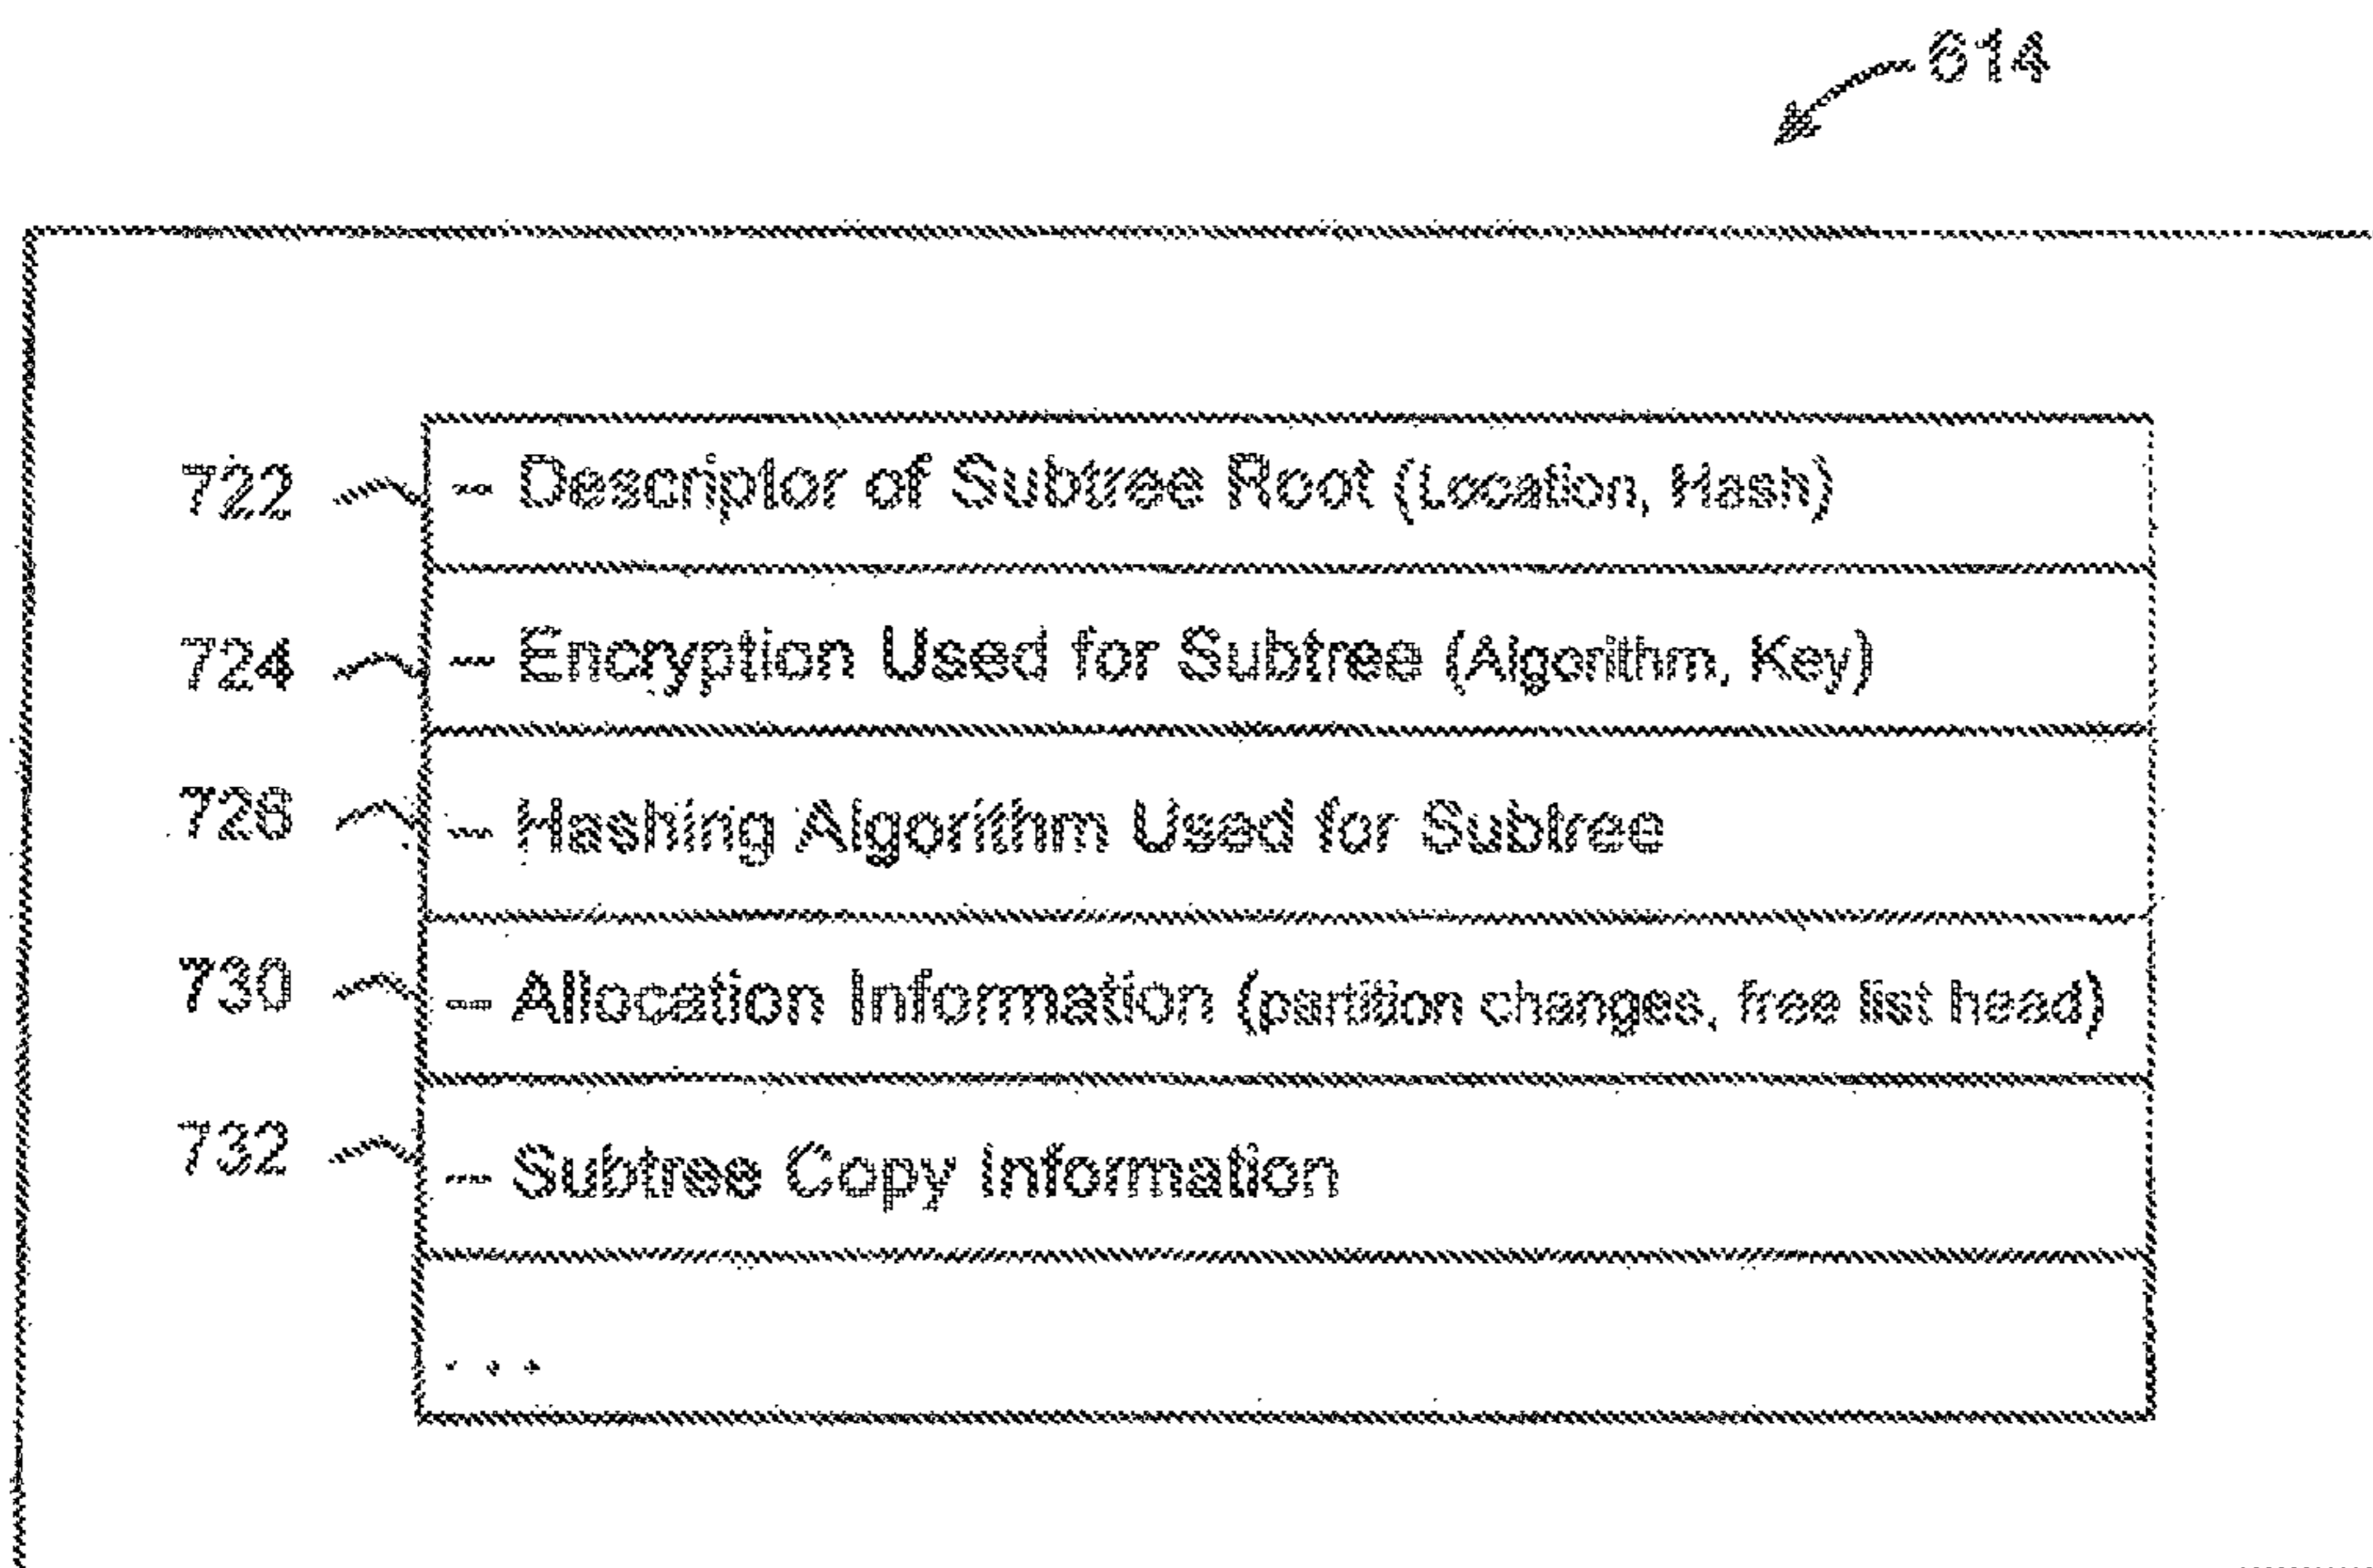 614
722 -- Descriptor of Subtree Root (Location, Hash)
724 -- Encryption Used for Subtree (Algorithm, Key)
-- Hashing Algorithm Used for Subtree
730 -- Allocation Information (partition changes, free list head)
732 -- Subtree Copy Information
...